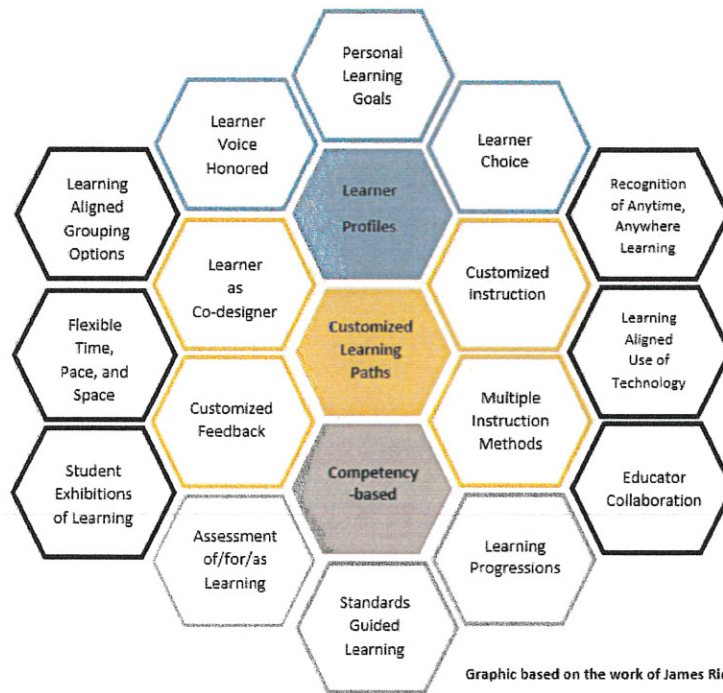 Personal
Learning
Goals
Learner
Voice
Honored
Learner
Choice
Learning
Aligned
Grouping
Options
Learner
Profiles
Recognition
of Anytime,
Anywhere
Learning
Learner
as
Co-designer
Customized
instruction
Flexible
Time,
Pace, and
Space
Customized
Learning
Paths
Learning
Aligned
Use of
Technology
Customized
Feedback
Multiple
Instruction
Methods
Student
Exhibitions
of Learning
Competency
-based
Educator
Collaboration
Assessment
of/for/as
Learning
Learning
Progressions
Standards
Guided
Learning
Graphic based on the work of James